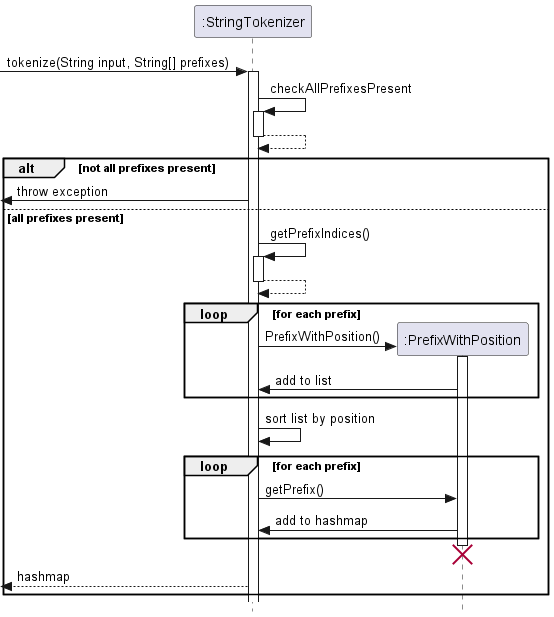 :StringTokenizer
tokenize(String input, String[] prefixes)
checkAllPrefixesPresent
alt [not all prefixes present]
throw exception
[all prefixes present]
getPrefixIndices()
loop [for each prefix]
PrefixWithPosition() :PrefixWithPosition
add to list
sort list by position
loop [for each prefix]
getPrefix()
add to hashmap
hashmap